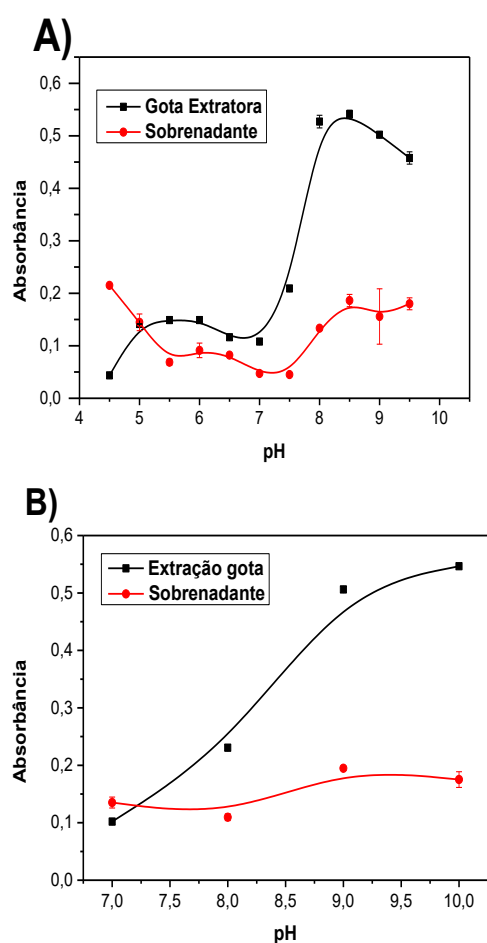 A)
0,6
0,5
0,4
0,3
0,2
0,1
0,0
Absorbância
Gota Extratora
Sobrenadante
4 5 6 7 8 9 10
pH
B)
0,6
0,5
0,4
0,3
0,2
0,1
0,0
Absorbância
Extração gota
Sobrenadante
7,0 7,5 8,0 8,5 9,0 9,5 10,0
pH